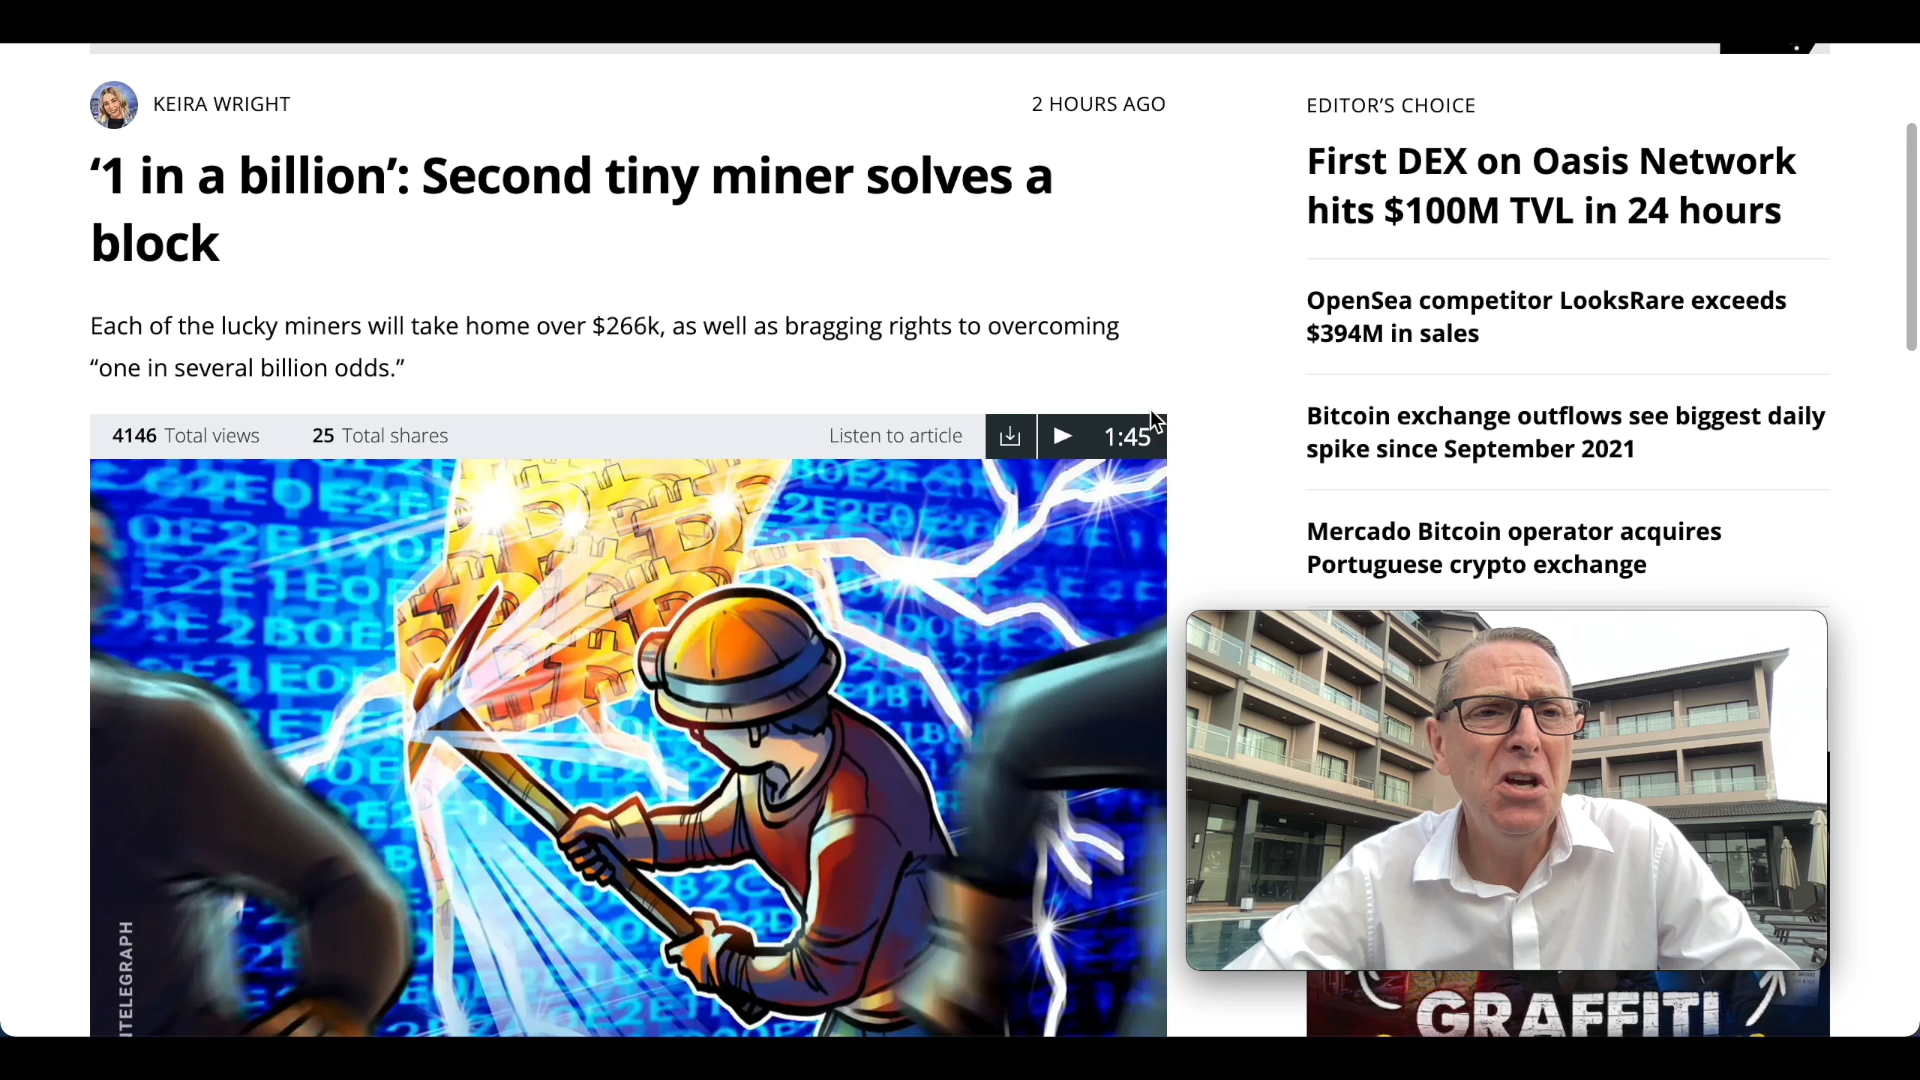 KEIRA WRIGHT
2 HOURS AGO
‘1 in a billion’: Second tiny miner solves a
block
Each of the lucky miners will take home over $266k, as well as bragging rights to overcoming
“one in several billion odds.”
4146 Total views
25 Total shares
Listen to article
1:45
ITELEGRAPH
EDITOR’S CHOICE
First DEX on Oasis Network
hits $100M TVL in 24 hours
OpenSea competitor LooksRare exceeds
$394M in sales
Bitcoin exchange outflows see biggest daily
spike since September 2021
Mercado Bitcoin operator acquires
Portuguese crypto exchange
GRAFFITI